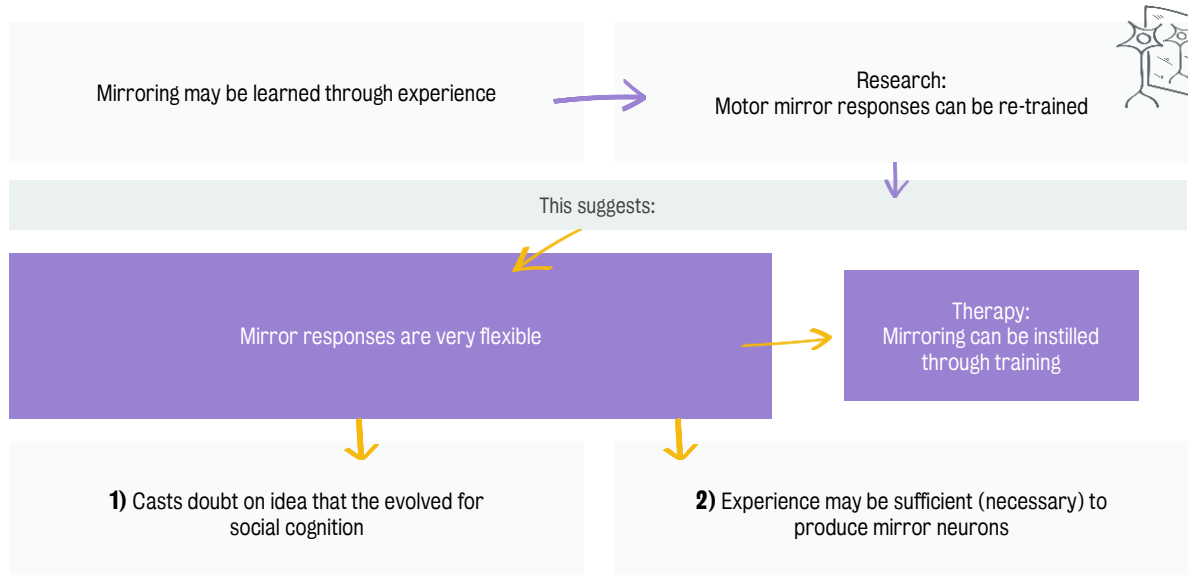 Mirroring may be learned through experience
Research:
Motor mirror responses can be re-trained
This suggests:
Mirror responses are very flexible
Therapy:
Mirroring can be instilled
through training
1) Casts doubt on idea that the evolved for
social cognition
2) Experience may be sufficient (necessary) to
produce mirror neurons